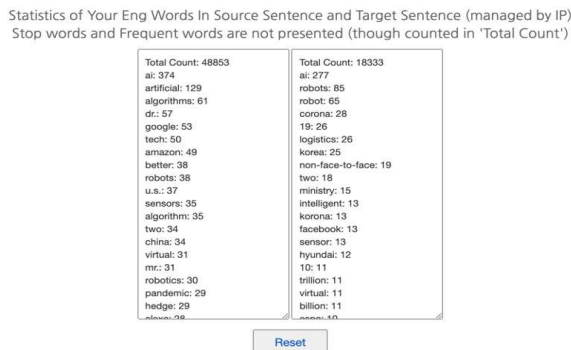 Statistics of Your Eng Words In Source Sentence and Target Sentence (managed by IP)
Stop words and Frequent words are not presented (though counted in 'Total Count')
Total Count: 48853
ai: 374
artificial: 129
algorithms: 61
dr.: 57
google: 53
tech: 50
amazon: 49
better: 38
robots: 38
u.s.: 37
sensors: 35
algorithm: 35
two: 34
china: 34
virtual: 31
mr.: 31
robotics: 30
pandemic: 29
hedge: 29
Total Count: 18333
ai: 277
robots: 85
robot: 65
corona: 28
19: 26
logistics: 26
korea: 25
non-face-to-face: 19
two: 18
ministry: 15
intelligent: 13
korona: 13
facebook: 13
sensor: 13
hyundai: 12
10: 11
trillion: 11
virtual: 11
billion: 11
Reset